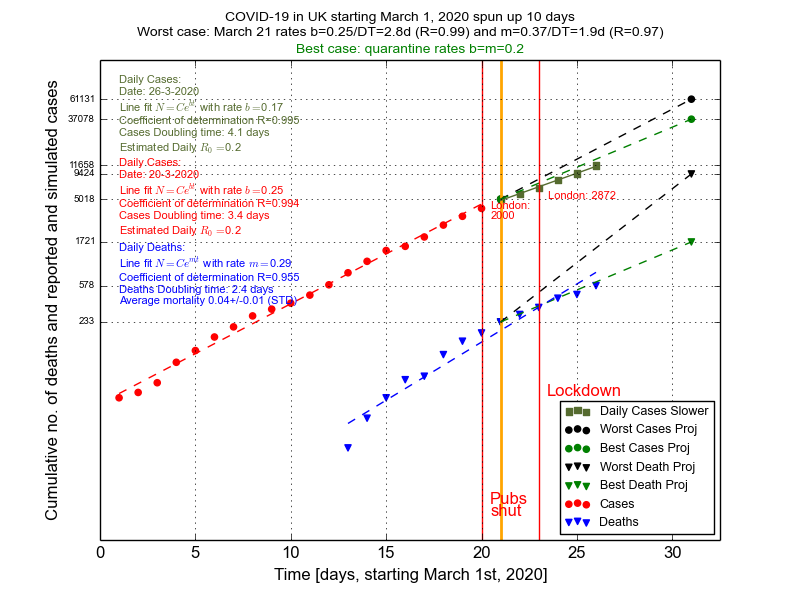 COVID-19 in UK starting March 1, 2020 spun up 10 days
Worst case: March 21 rates b=0.25/DT=2.8d (R=0.99) and m=0.37/DT=1.9d (R=0.97)
Best case: quarantine rates b=m=0.2
Cumulative no. of deaths and reported and simulated cases
61131
37078
11658
9424
5018
1721
578
233
Daily Cases:
Date: 26-3-2020
Line fit N = Ce^{bt}, with rate b=0.17
Coefficient of determination R=0.995
Cases Doubling time: 4.1 days
Estimated Daily R_0=0.2
Daily Cases:
Date: 20-3-2020
Line fit N = Ce^{bt}, with rate b=0.25
Coefficient of determination R=0.994
Cases Doubling time: 3.4 days
Estimated Daily R_0=0.2
Daily Deaths:
Line fit N = Ce^{mt} with rate m=0.29
Coefficient of determination R=0.955
Deaths Doubling time: 2.4 days
Average mortality 0.04+/-0.01 (STD)
London:
2000
London: 2872
Lockdown
Pubs
shut
Daily Cases Slower
Worst Cases Proj
Best Cases Proj
Worst Death Proj
Best Death Proj
Cases
Deaths
0 5 10 15 20 25 30
Time [days, starting March 1st, 2020]